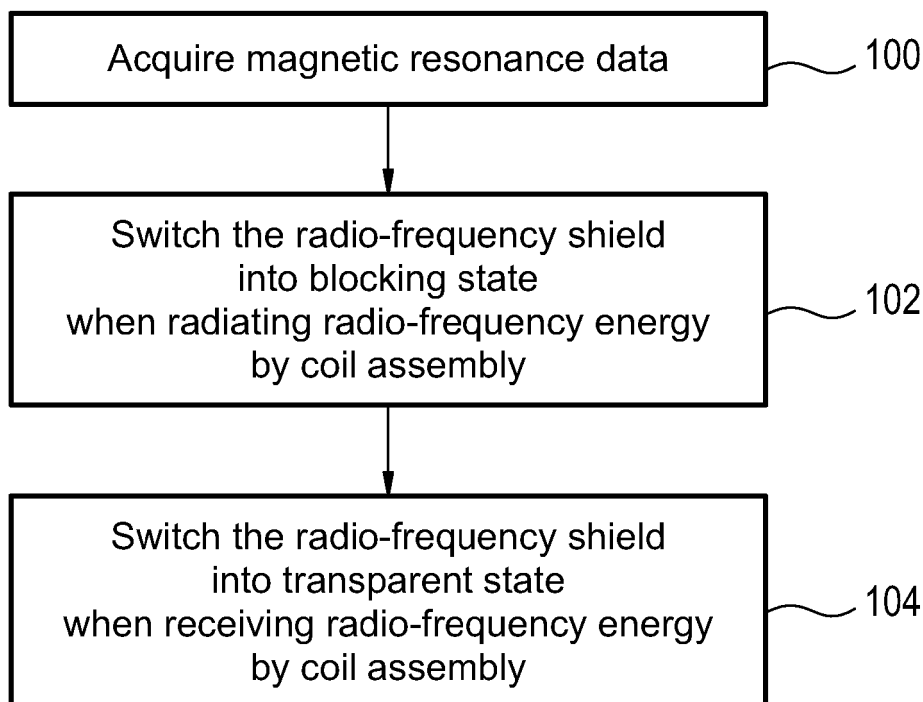 Acquire magnetic resonance data
100
Switch the radio-frequency shield
into blocking state
when radiating radio-frequency energy
by coil assembly
102
Switch the radio-frequency shield
into transparent state
when receiving radio-frequency energy
by coil assembly
104